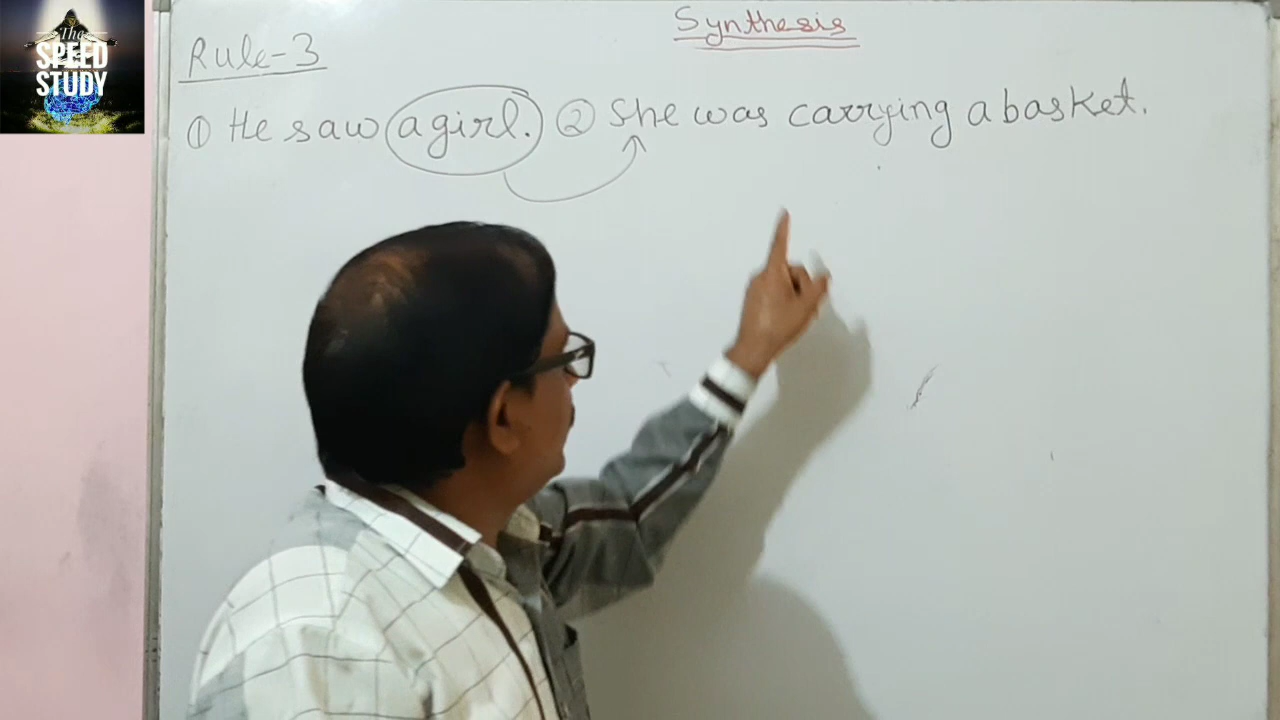 The
SPEED
STUDY
Synthesis
Rule-3
① He saw a girl. ② She was carrying a basket.